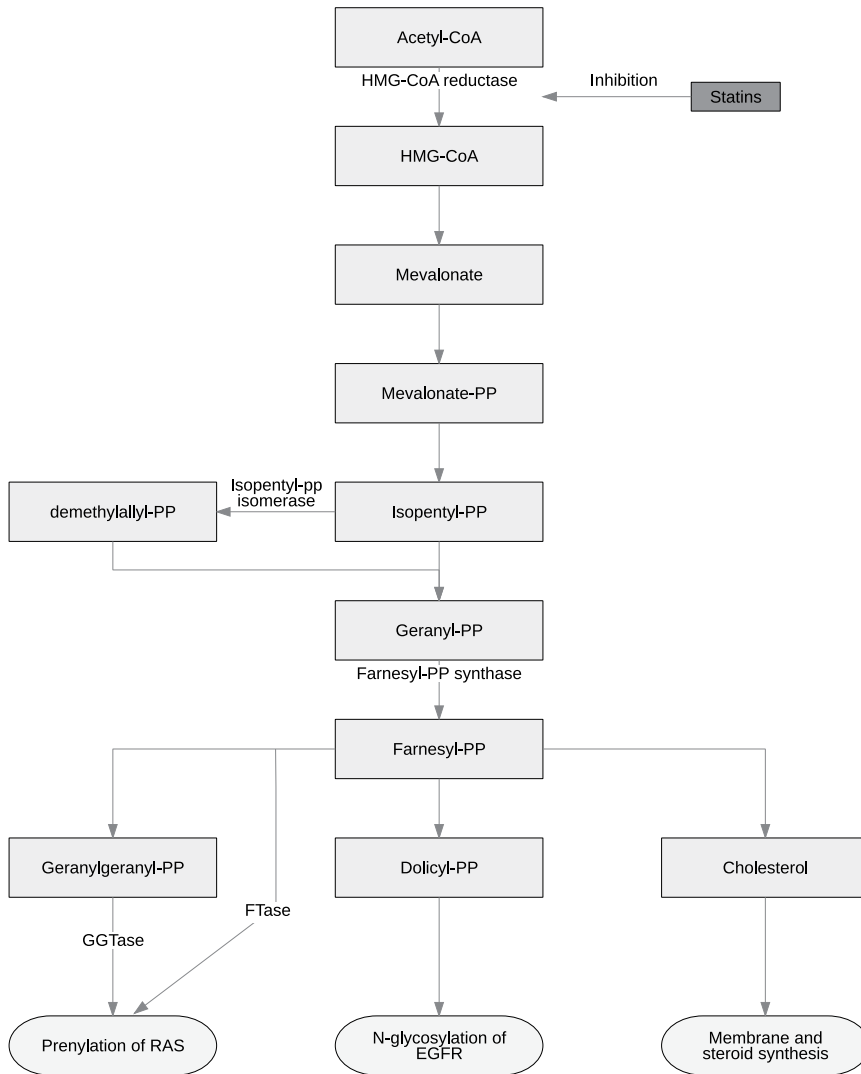 Acetyl-CoA
HMG-CoA reductase
Inhibition
Statins
HMG-CoA
Mevalonate
Mevalonate-PP
Isopentyl-pp
isomerase
demethylallyl-PP
Isopentyl-PP
Geranyl-PP
Farnesyl-PP synthase
Farnesyl-PP
Geranylgeranyl-PP
Dolicyl-PP
Cholesterol
FTase
GGTase
Prenylation of RAS
N-glycosylation of
EGFR
Membrane and
steroid synthesis